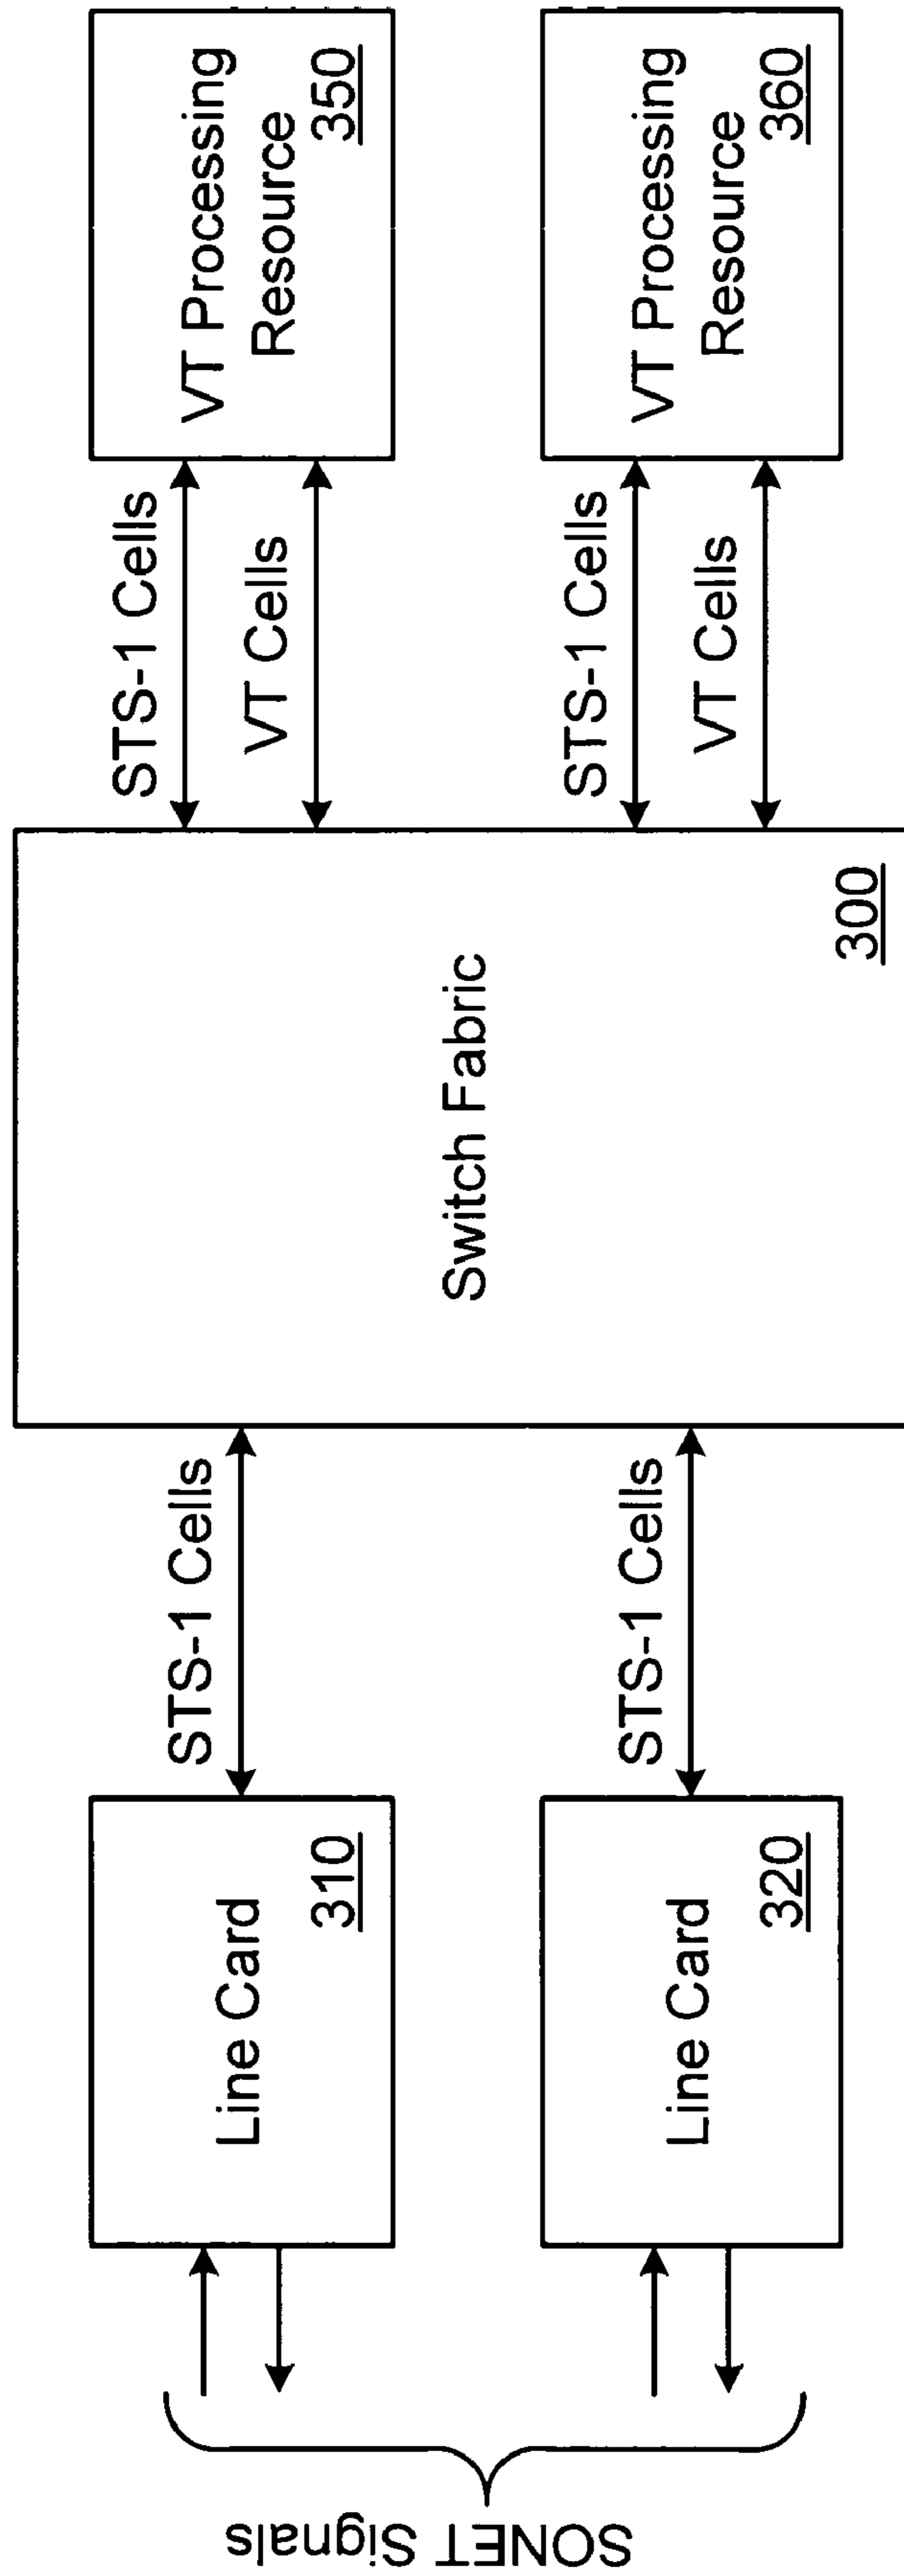 SONET Signals
Line Card
310
STS-1 Cells
Line Card
320
STS-1 Cells
Switch Fabric
300
STS-1 Cells
VT Cells
VT Processing
Resource
350
STS-1 Cells
VT Cells
VT Processing
Resource
360